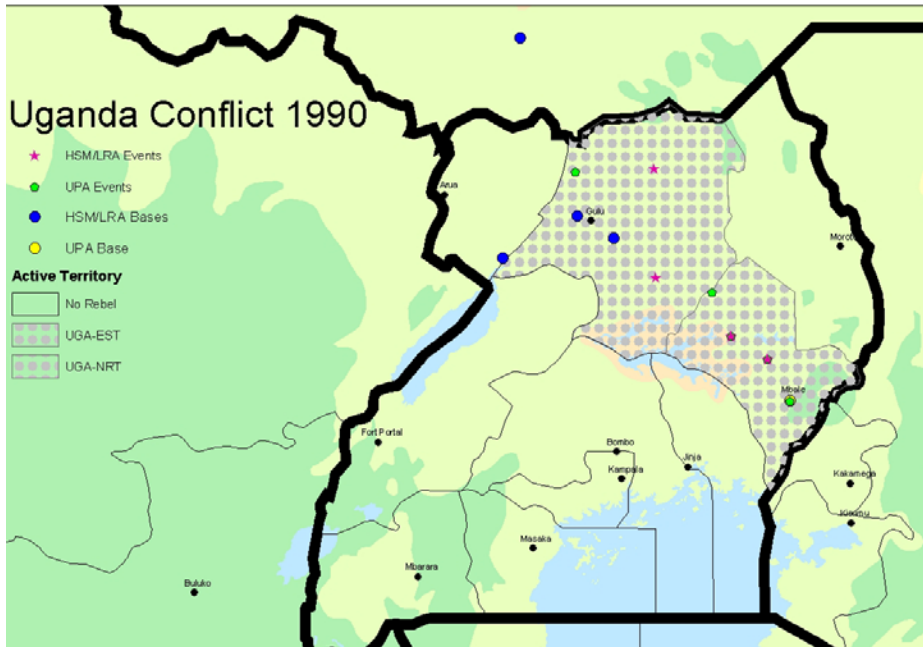 Uganda Conflict 1990
HSM/LRA Events
UPA Events
HSM/LRA Bases
UPA Base
Active Territory
No Rebel
UGA-EST
UGA-NRT
Arua
Gulu
Moroto
Mbale
Fort Portal
Bombo
Kampala
Jinja
Kakamega
Kisumu
Masaka
Mbarara
Buluko